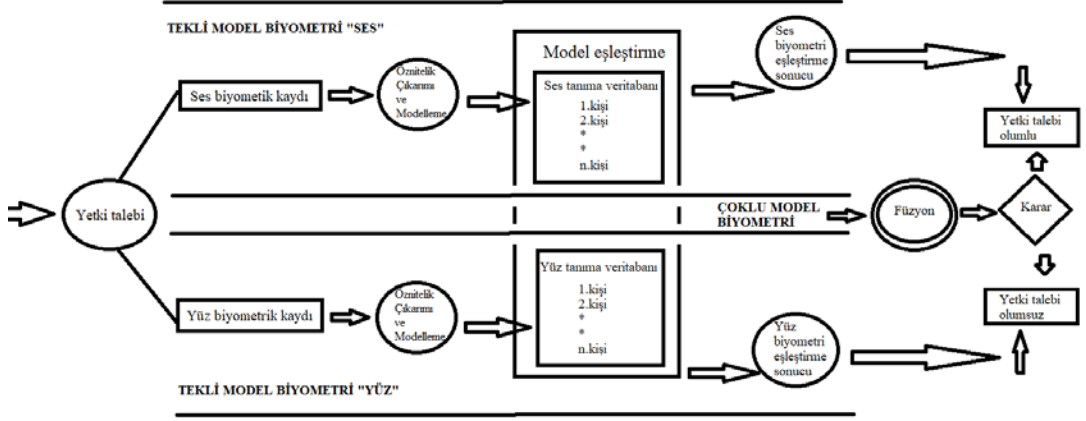 TEKLİ MODEL BİYOMETRİ "SES"
Yetki talebi
Ses biyometik kaydı
Öznitelik
Çıkarımı
ve
Modelleme
Model eşleştirme
Ses tanıma veritabanı
1.kişi
2.kişi
*
*
n.kişi
Ses
biyometri
eşleştirme
sonucu
Yetki talebi
olumlu
ÇOKLU MODEL
BİYOMETRİ
Füzyon
Karar
Yüz biyometrik kaydı
Öznitelik
Çıkarımı
ve
Modelleme
Yüz tanıma veritabanı
1.kişi
2.kişi
*
*
n.kişi
Yüz
biyometri
eşleştirme
sonucu
Yetki talebi
olumsuz
TEKLİ MODEL BİYOMETRİ "YÜZ"